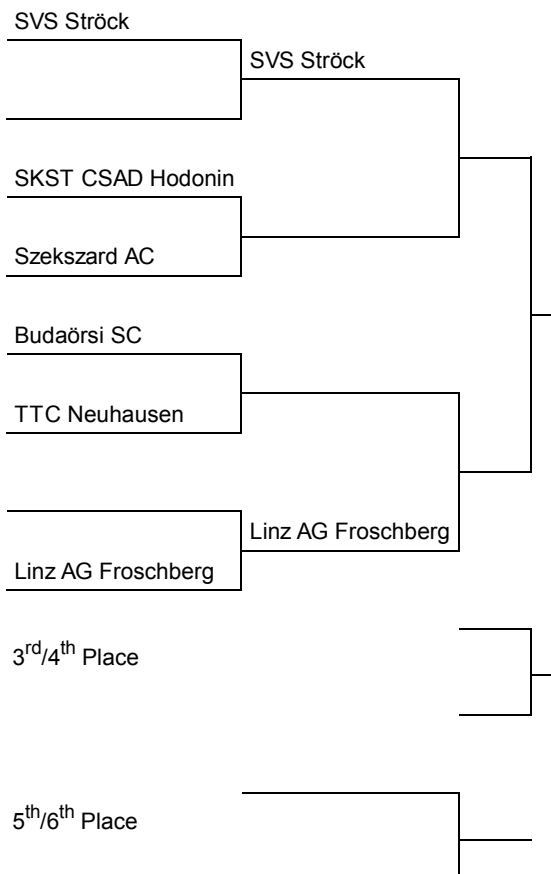 SVS Ströck
SVS Ströck
SKST CSAD Hodonin
Szekszard AC
Budaörsi SC
TTC Neuhausen
Linz AG Froschberg
Linz AG Froschberg
3rd/4th Place
5th/6th Place